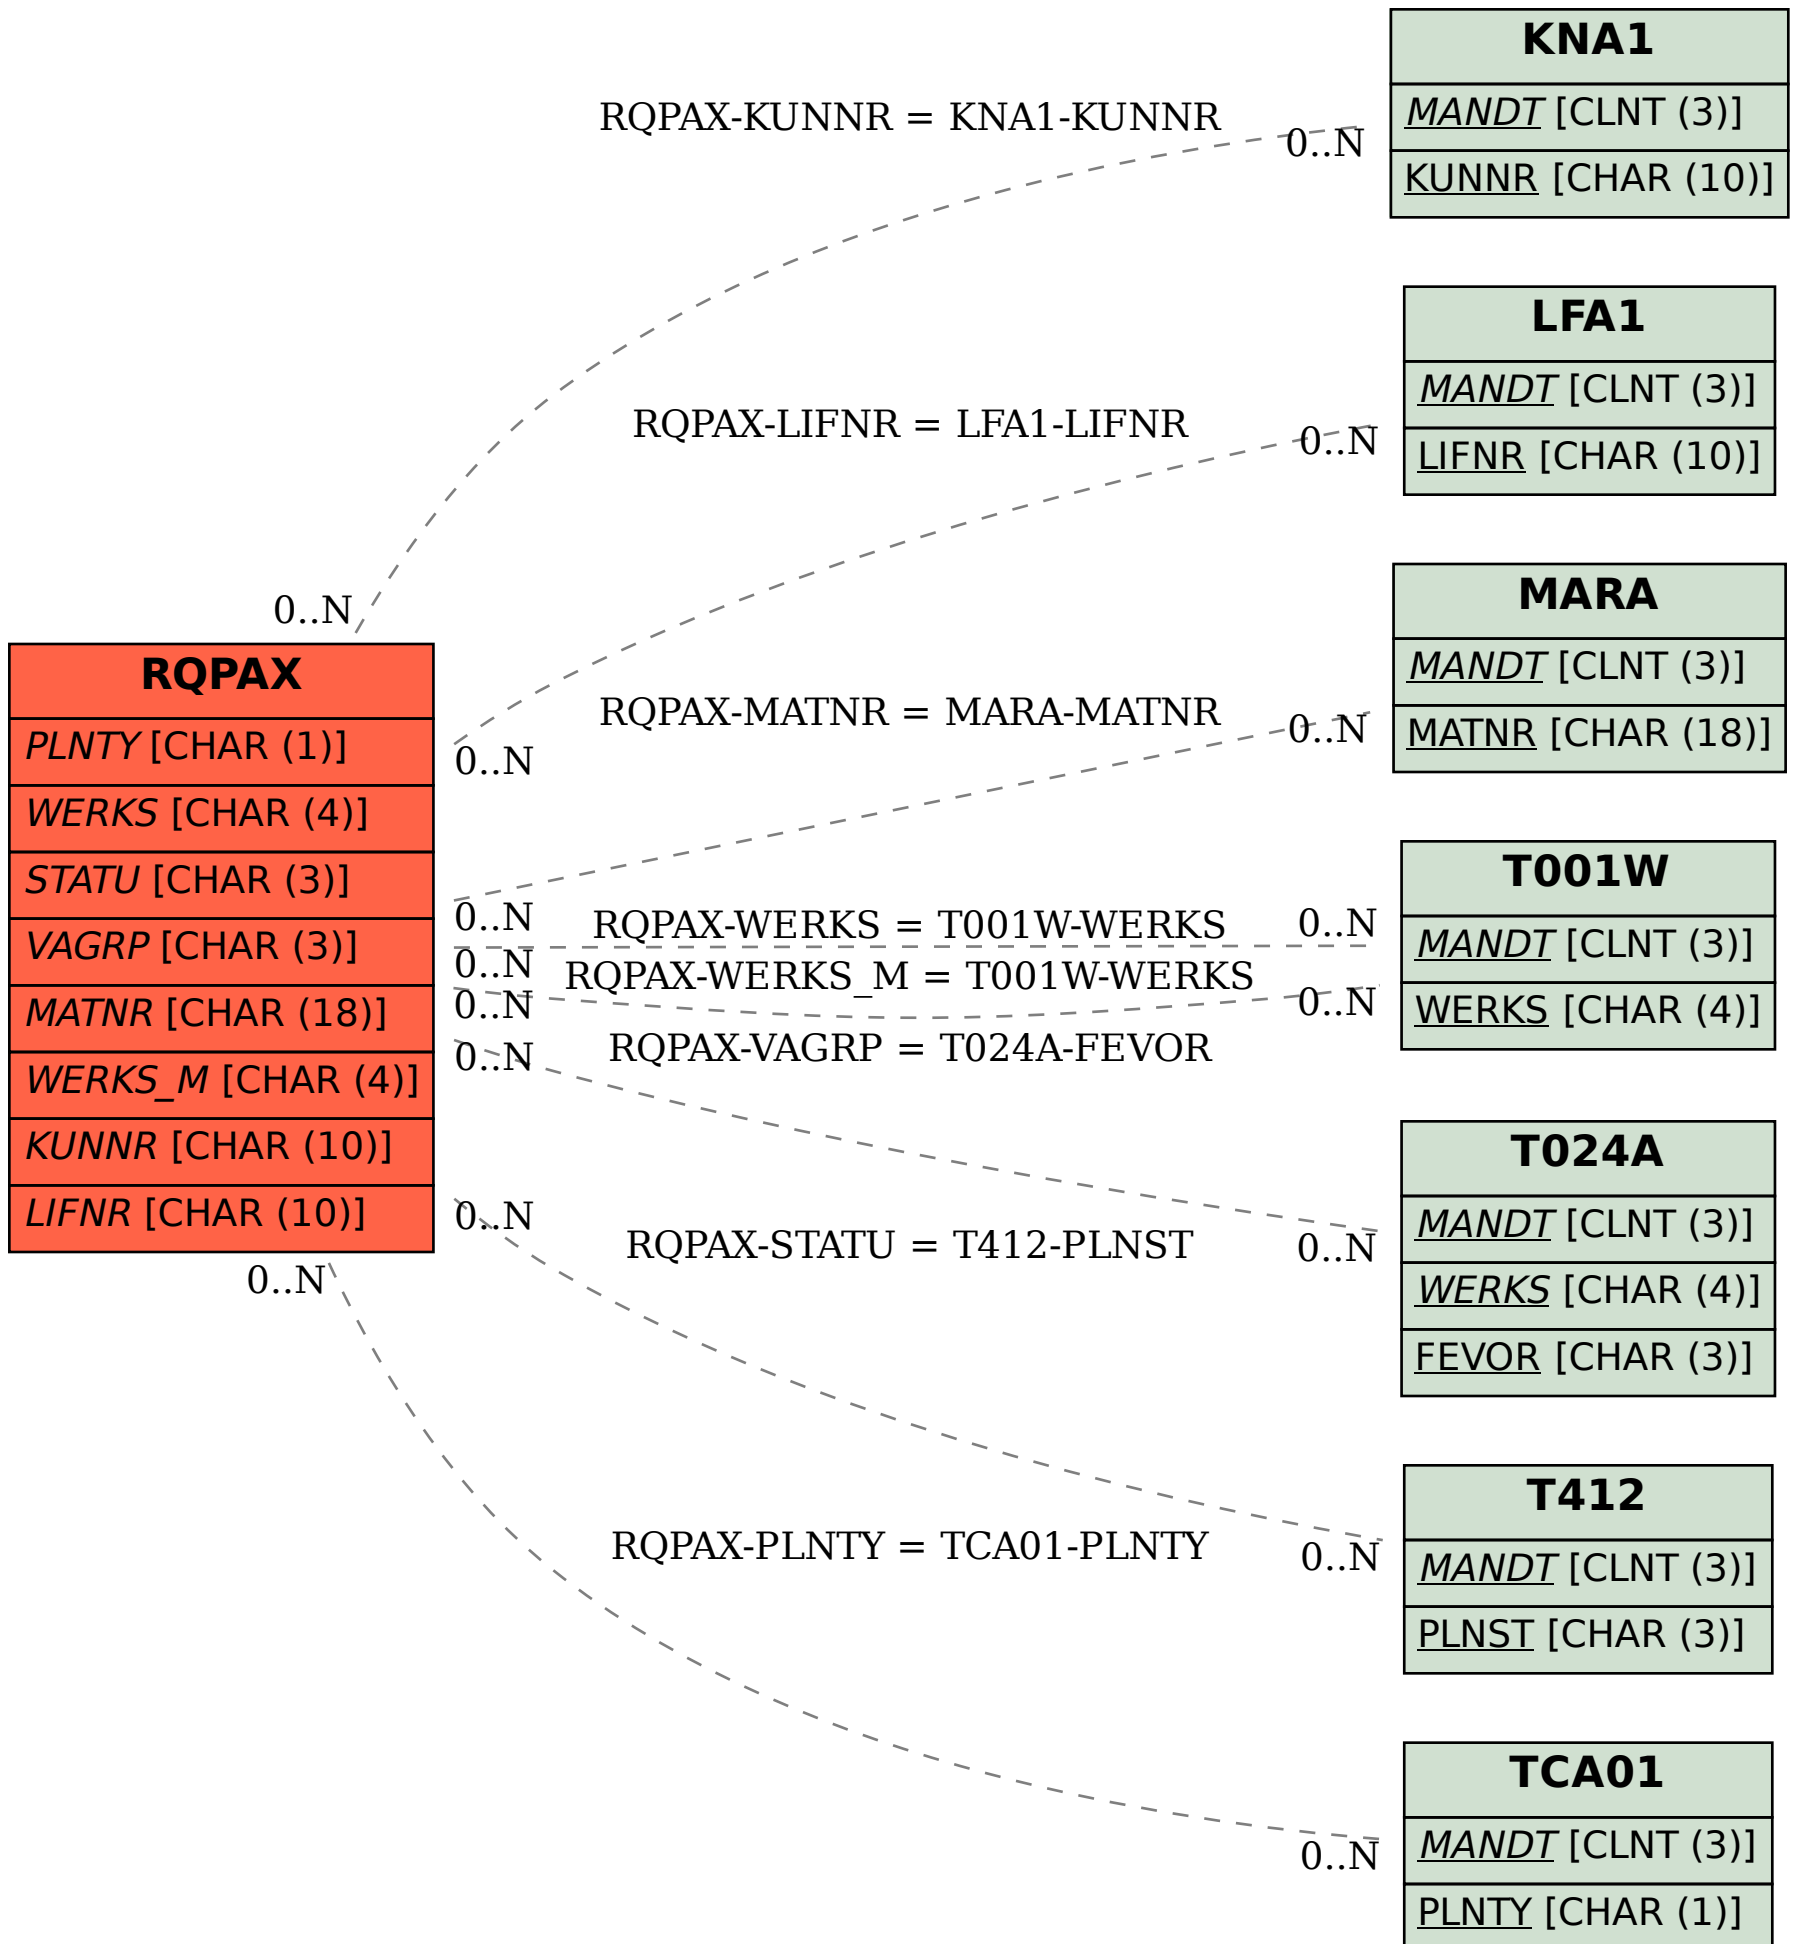 KNA1
MANDT [CLNT (3)]
KUNNR [CHAR (10)]
RQPAX-KUNNR = KNA1-KUNNR
0..N
0..N
LFA1
MANDT [CLNT (3)]
LIFNR [CHAR (10)]
RQPAX-LIFNR = LFA1-LIFNR
0..N
0..N
MARA
MANDT [CLNT (3)]
MATNR [CHAR (18)]
RQPAX-MATNR = MARA-MATNR
0..N
0..N
RQPAX
PLNTY [CHAR (1)]
WERKS [CHAR (4)]
STATU [CHAR (3)]
VAGRP [CHAR (3)]
MATNR [CHAR (18)]
WERKS_M [CHAR (4)]
KUNNR [CHAR (10)]
LIFNR [CHAR (10)]
T001W
MANDT [CLNT (3)]
WERKS [CHAR (4)]
RQPAX-WERKS = T001W-WERKS
0..N
0..N
RQPAX-WERKS_M = T001W-WERKS
0..N
0..N
RQPAX-VAGRP = T024A-FEVOR
0..N
0..N
T024A
MANDT [CLNT (3)]
WERKS [CHAR (4)]
FEVOR [CHAR (3)]
RQPAX-STATU = T412-PLNST
0..N
0..N
T412
MANDT [CLNT (3)]
PLNST [CHAR (3)]
RQPAX-PLNTY = TCA01-PLNTY
0..N
0..N
TCA01
MANDT [CLNT (3)]
PLNTY [CHAR (1)]